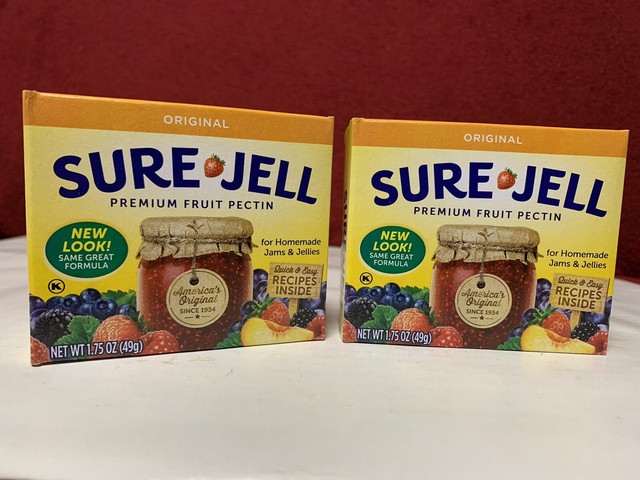 ORIGINAL
SURE JELL
PREMIUM FRUIT PECTIN
NEW
LOOK!
SAME GREAT
FORMULA
K
for Homemade
Jams & Jellies
Quick & Easy
RECIPES
INSIDE
America's
Original
SINCE 1934
NET WT 1.75 OZ (49g)
ORIGINAL
SURE JELL
PREMIUM FRUIT PECTIN
NEW
LOOK!
SAME GREAT
FORMULA
K
for Homemade
Jams & Jellies
Quick & Easy
RECIPES
INSIDE
America's
Original
SINCE 1934
NET WT 1.75 OZ (49g)